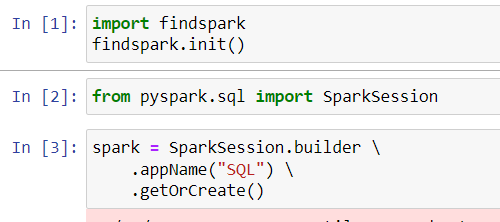 In [1]: import findspark
findspark.init()
In [2]: from pyspark.sql import SparkSession
In [3]: spark = SparkSession.builder \
.appName("SQL") \
.getOrCreate()